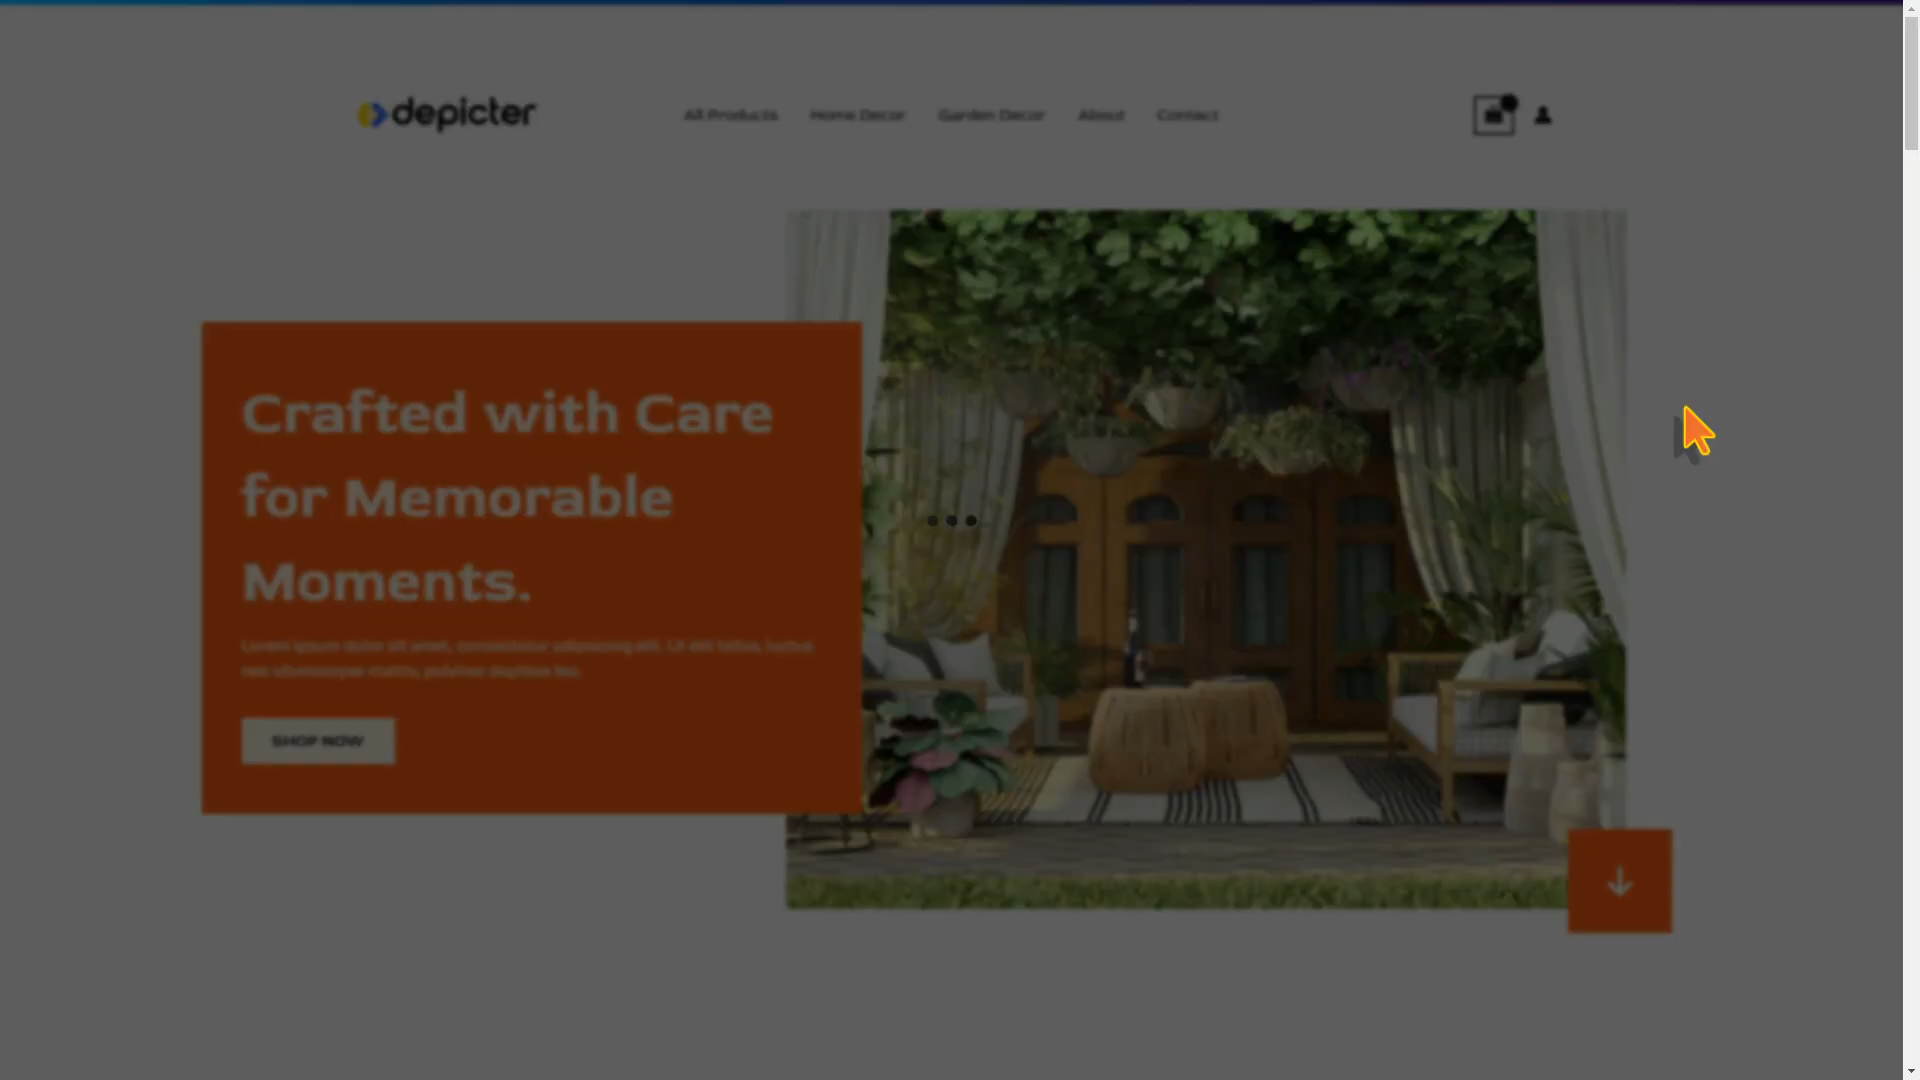 depicter
All Products
Home Decor
Garden Decor
About
Contact
Crafted with Care
for Memorable
Moments.
Lorem ipsum dolor sit amet, consectetur adipiscing elit. Ut elit tellus, luctus
nec ullamcorper mattis, pulvinar dapibus leo.
SHOP NOW